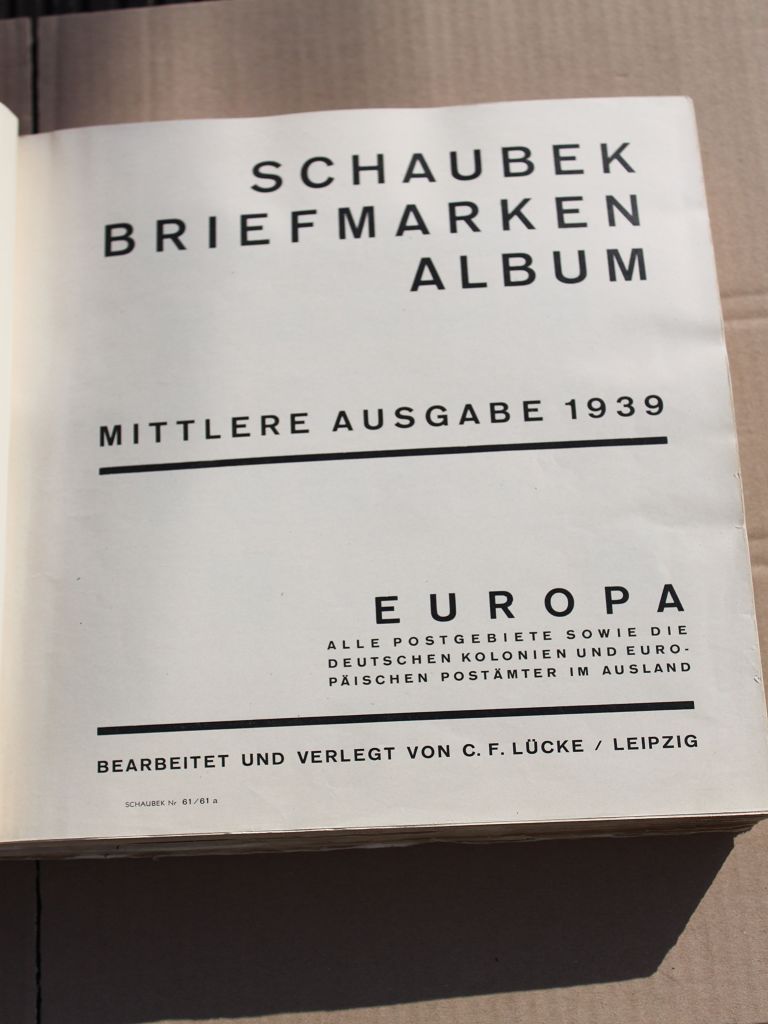 SCHAUBEK
BRIEFMARKEN
ALBUM
MITTLERE AUSGABE 1939
EUROPA
ALLE POSTGEBIETE SOWIE DIE
DEUTSCHEN KOLONIEN UND EURO-
PÄISCHEN POSTÄMTER IM AUSLAND
BEARBEITET UND VERLEGT VON C. F. LÜCKE / LEIPZIG
SCHAUBEK Nr 61/61 a